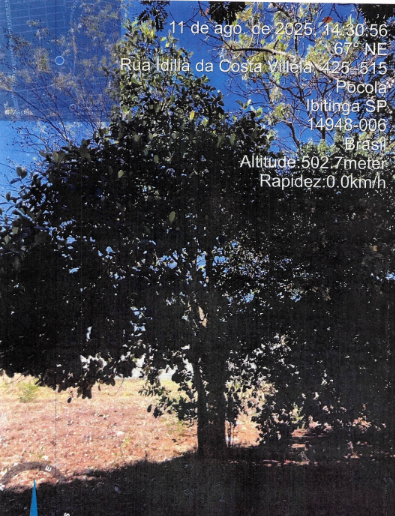 11 de ago. de 2025, 14:30:56
67° NE
Rua Idilia da Costa Villela, 425-515
Pocola
Ibitinga SP
14948-006
Brasil
Altitude:502.7meter
Rapidez:0.0km/h
E
S